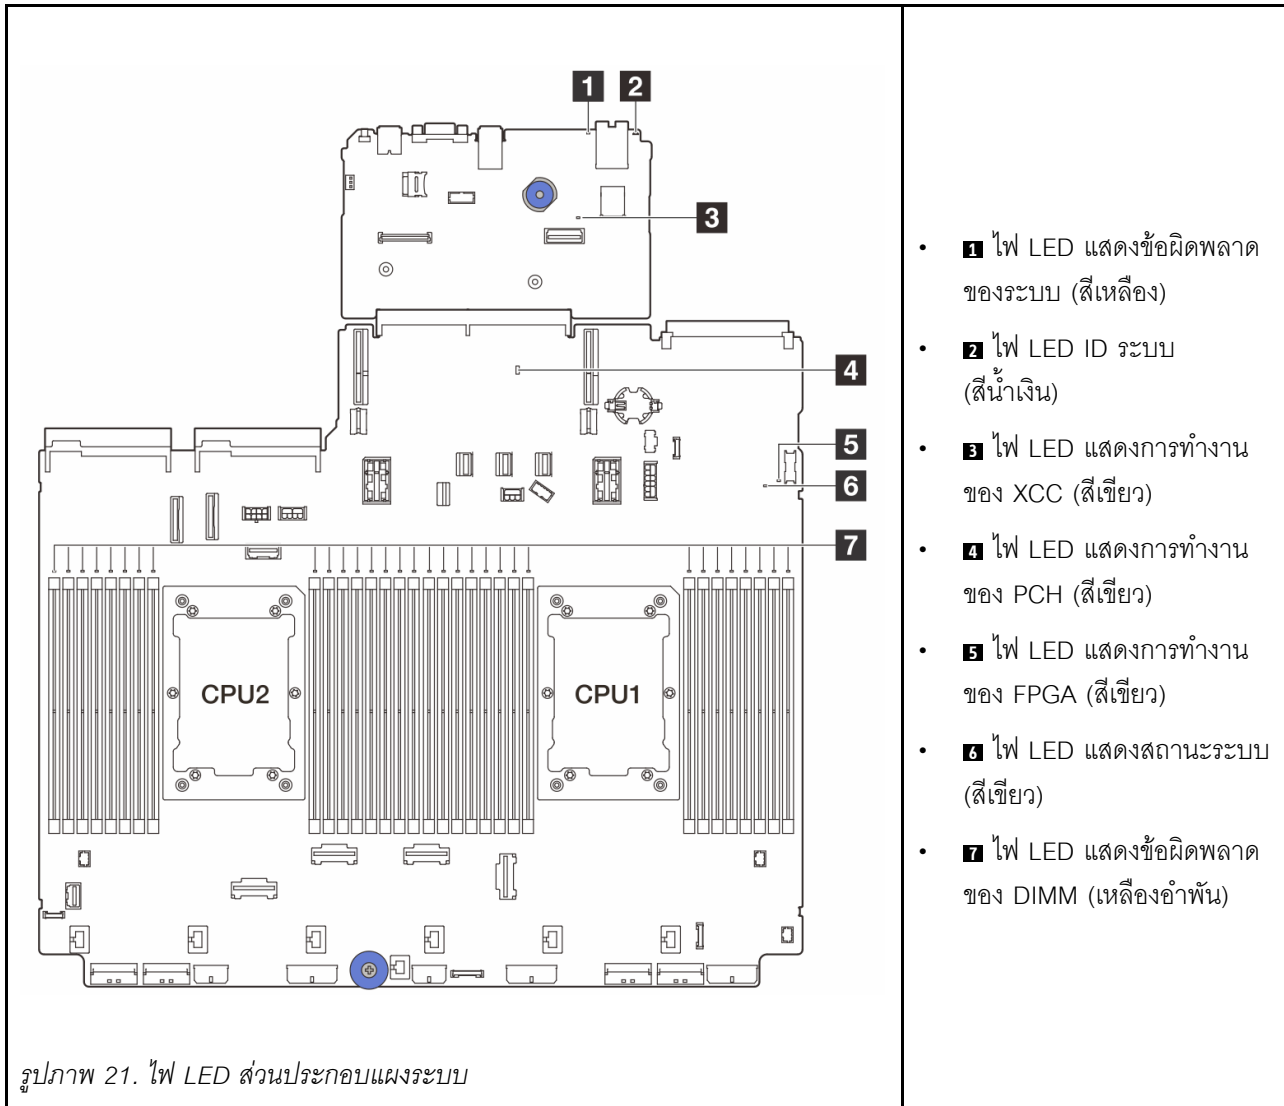 1 2
3
4
5
6
7
CPU2 CPU1
รูปภาพ 21. ไฟ LED ส่วนประกอบแผงระบบ
• 1 ไฟ LED แสดงข้อผิดพลาด
ของระบบ (สีเหลือง)
• 2 ไฟ LED ID ระบบ
(สีน้ำเงิน)
• 3 ไฟ LED แสดงการทำงาน
ของ XCC (สีเขียว)
• 4 ไฟ LED แสดงการทำงาน
ของ PCH (สีเขียว)
• 5 ไฟ LED แสดงการทำงาน
ของ FPGA (สีเขียว)
• 6 ไฟ LED แสดงสถานะระบบ
(สีเขียว)
• 7 ไฟ LED แสดงข้อผิดพลาด
ของ DIMM (เหลืองอำพัน)